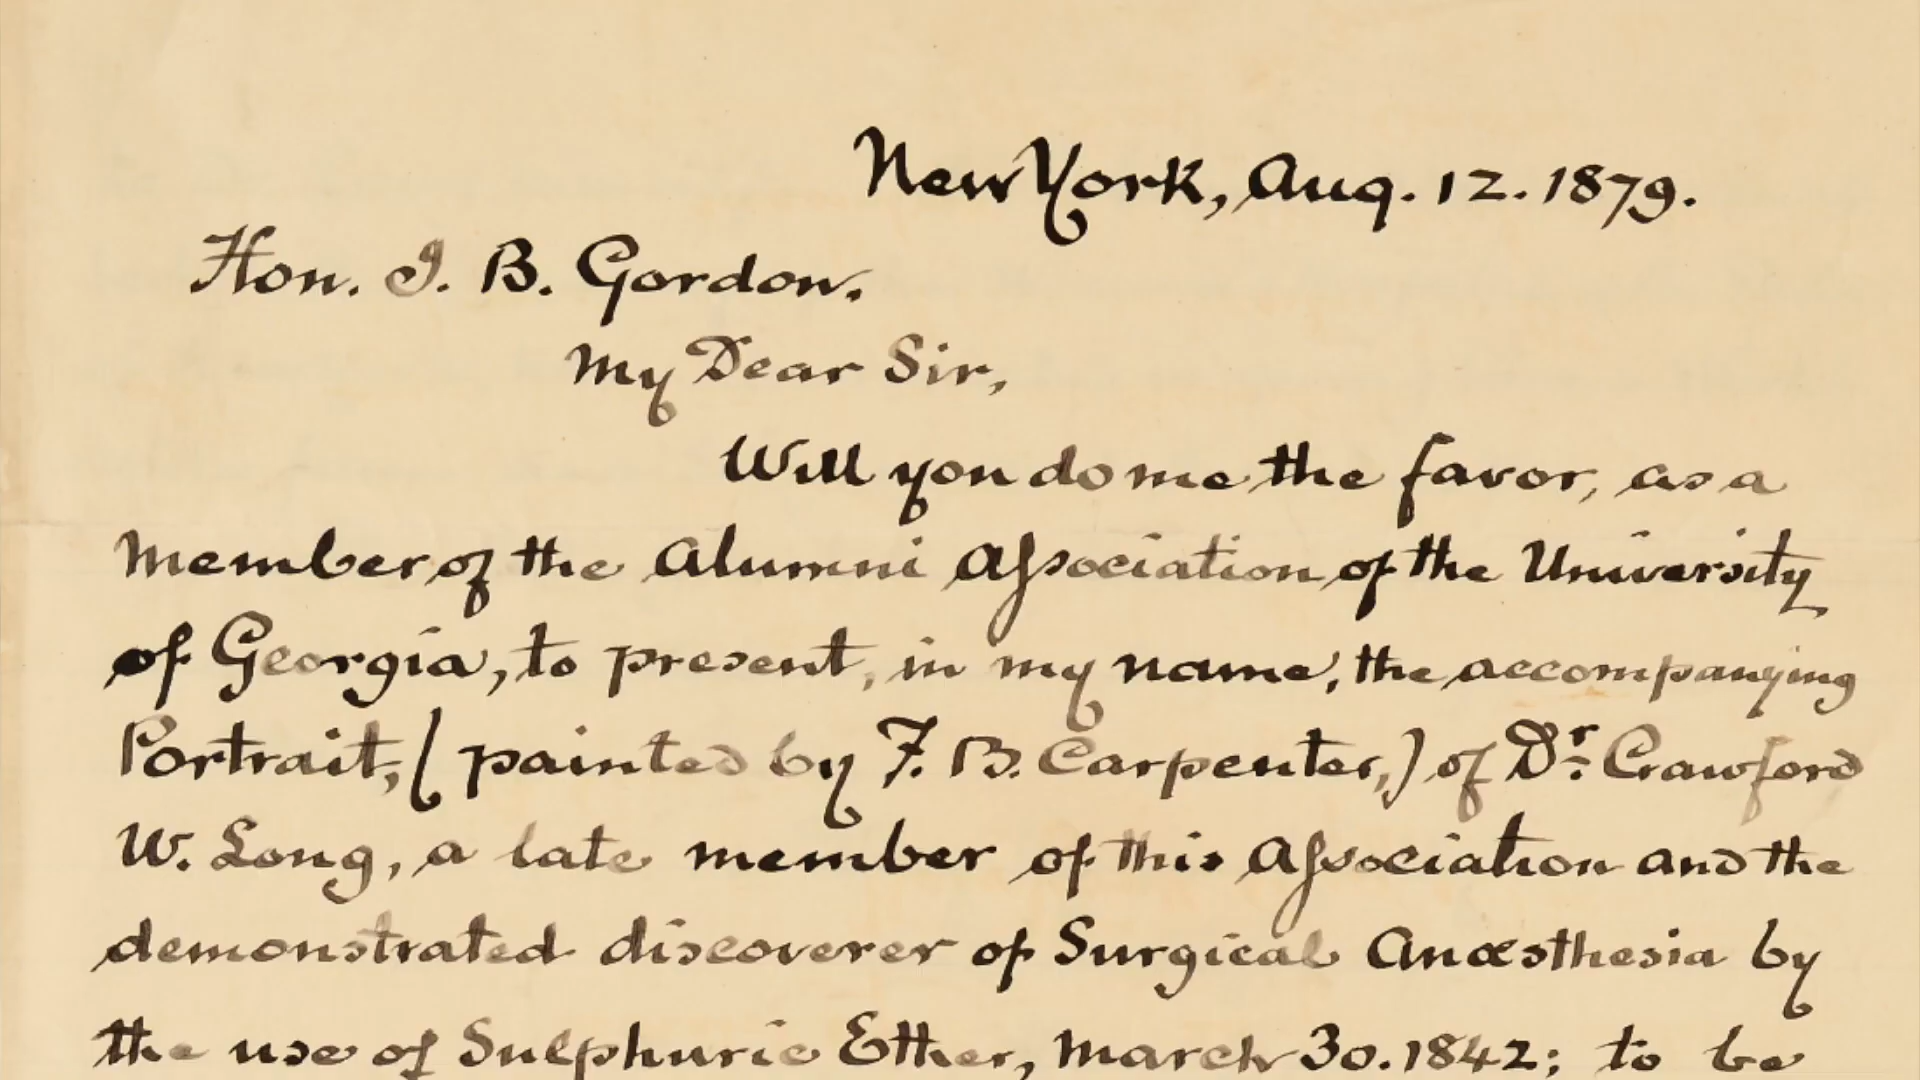 New York, Aug. 12. 1879.
Hon. J. B. Gordon.
My Dear Sir,
Will you do me the favor, as a
member of the Alumni Aſsociation of the University
of Georgia, to present, in my name, the accompanying
Portrait, (painted by F. B. Carpenter,) of Dr. Crawford
W. Long, a late member of this Aſsociation and the
demonstrated discoverer of Surgical Anæsthesia by
the use of Sulphuric Ether, March 30. 1842; to be